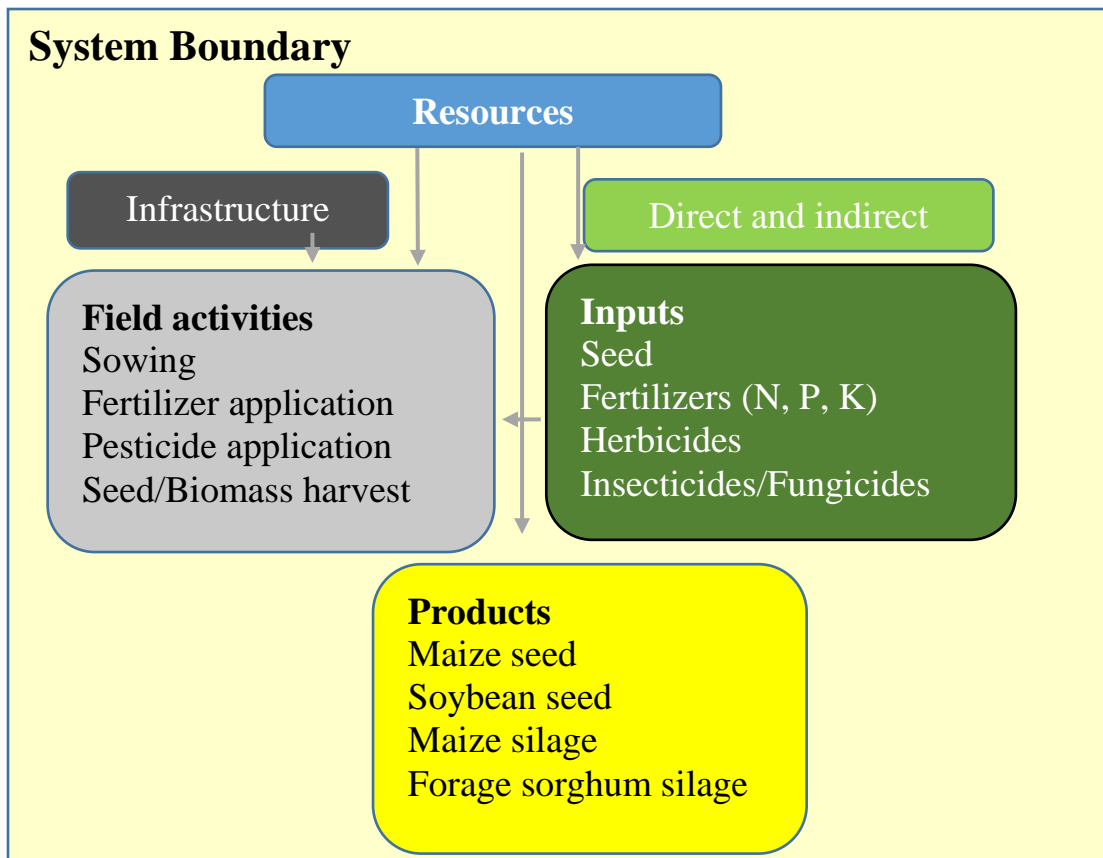 System Boundary
Resources
Infrastructure
Direct and indirect
Field activities
Sowing
Fertilizer application
Pesticide application
Seed/Biomass harvest
Inputs
Seed
Fertilizers (N, P, K)
Herbicides
Insecticides/Fungicides
Products
Maize seed
Soybean seed
Maize silage
Forage sorghum silage